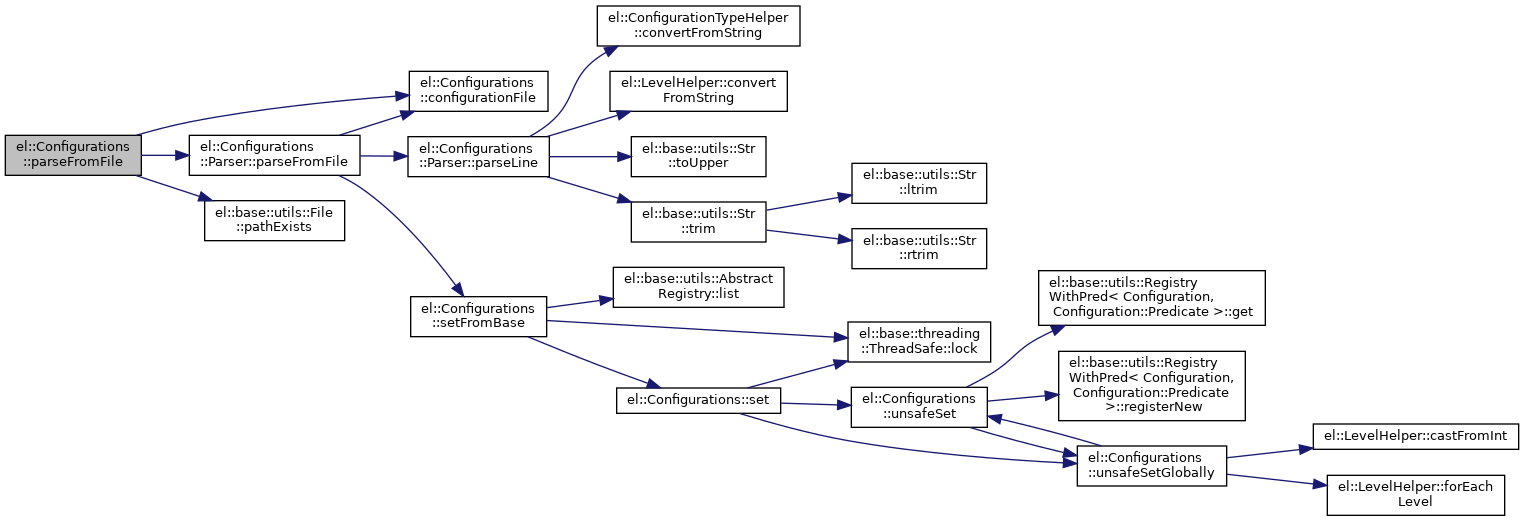 el::ConfigurationTypeHelper
::convertFromString
el::Configurations
::configurationFile
el::LevelHelper::convert
FromString
el::Configurations
::parseFromFile
el::Configurations
::Parser::parseFromFile
el::Configurations
::Parser::parseLine
el::base::utils::Str
::toUpper
el::base::utils::File
::pathExists
el::base::utils::Str
::trim
el::base::utils::Str
::ltrim
el::base::utils::Str
::rtrim
el::Configurations
::setFromBase
el::base::utils::Abstract
Registry::list
el::base::threading
::ThreadSafe::lock
el::Configurations::set
el::Configurations
::unsafeSet
el::base::utils::Registry
WithPred< Configuration,
Configuration::Predicate >::get
el::base::utils::Registry
WithPred< Configuration,
Configuration::Predicate
>::registerNew
el::Configurations
::unsafeSetGlobally
el::LevelHelper::castFromInt
el::LevelHelper::forEach
Level